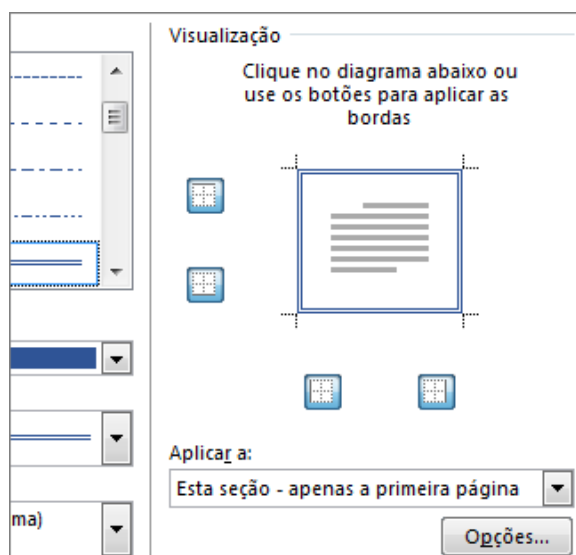 Visualização
Clique no diagrama abaixo ou
use os botões para aplicar as
bordas
Aplicar a:
Esta seção - apenas a primeira página
ma)
Opções...